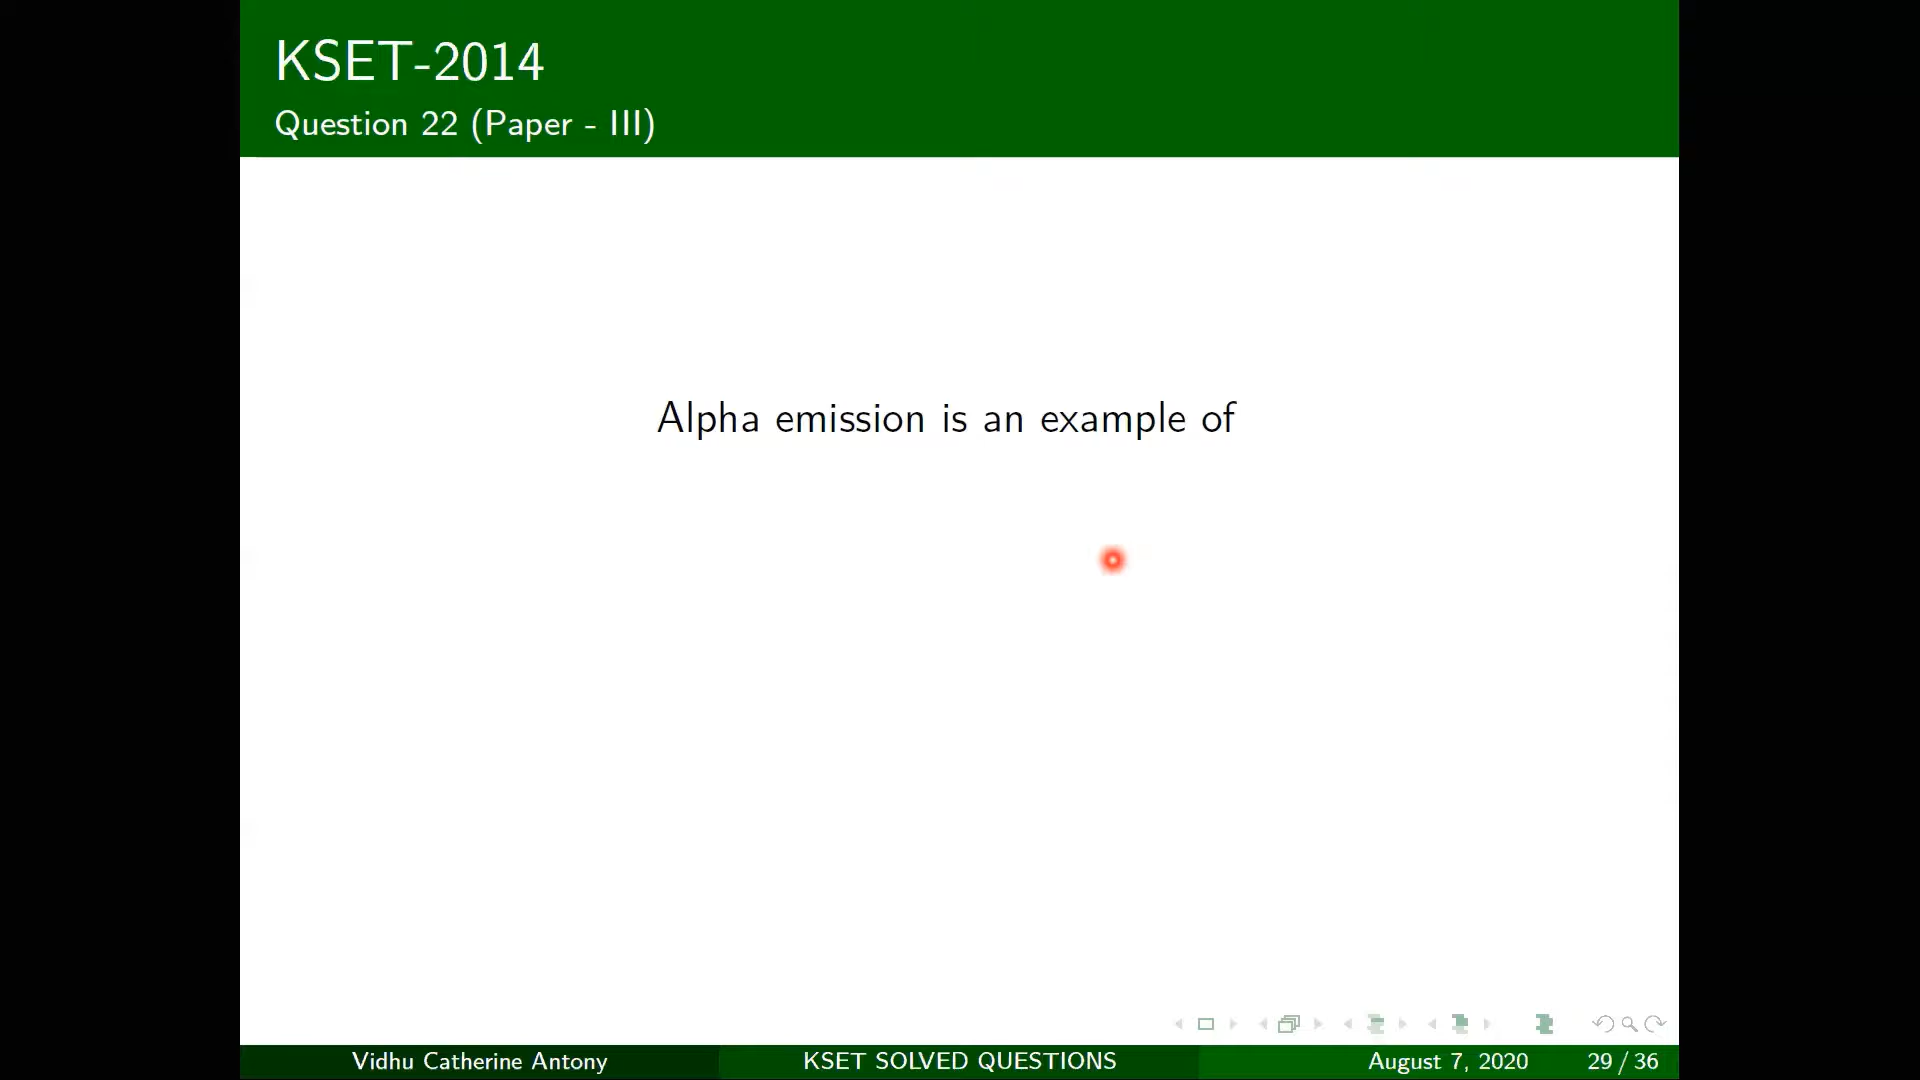 KSET-2014
Question 22 (Paper - III)
Alpha emission is an example of
Vidhu Catherine Antony KSET SOLVED QUESTIONS August 7, 2020 29 / 36